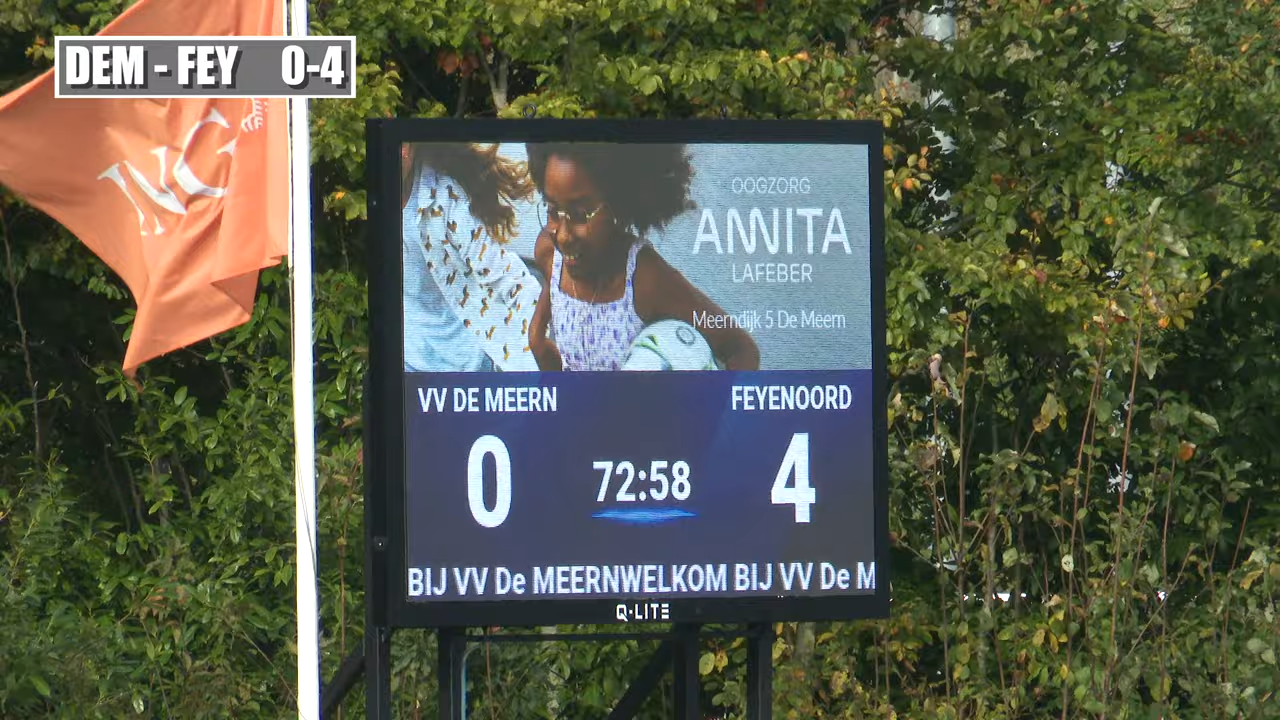 DEM - FEY 0-4
ING
OOGZORG
ANNITA
LAFEBER
Meerndijk 5 De Meern
VV DE MEERN FEYENOORD
0 72:58 4
BIJ VV De MEERNWELKOM BIJ VV De M
Q-LITE